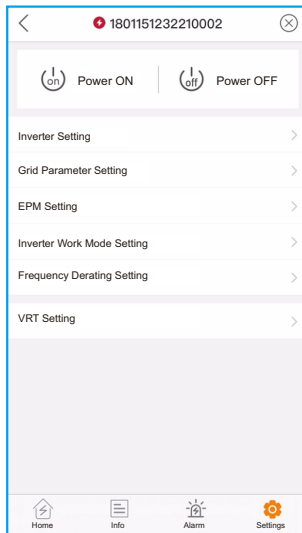 1801151232210002
on Power ON off Power OFF
Inverter Setting
Grid Parameter Setting
EPM Setting
Inverter Work Mode Setting
Frequency Derating Setting
VRT Setting
Home Info Alarm Settings